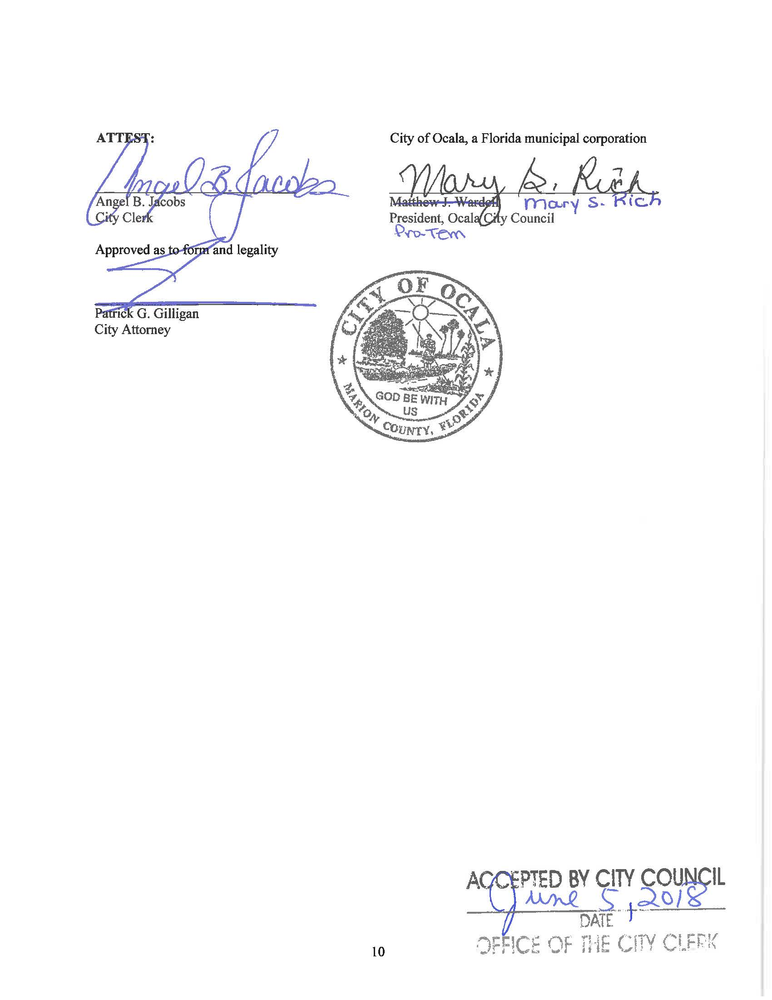 ATTEST:
Angel B. Jacobs
Angel B. Jacobs
City Clerk
Approved as to form and legality
Patrick G. Gilligan
City Attorney
City of Ocala, a Florida municipal corporation
Mary S. Rich
Matthew J. Wardell Mary S. Rich
President, Ocala City Council
Pro-Tem
CITY OF OCALA
GOD BE WITH
US
MARION COUNTY, FLORIDA
ACCEPTED BY CITY COUNCIL
June 5, 2018
DATE
OFFICE OF THE CITY CLERK
10